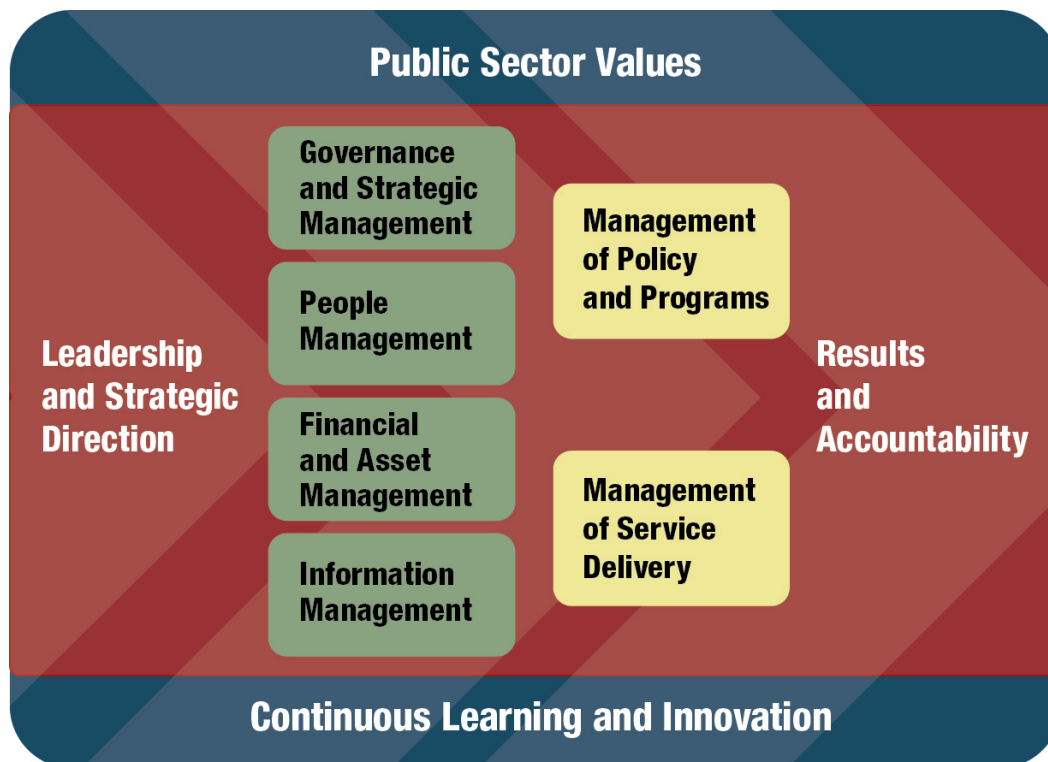 Public Sector Values
Leadership
and Strategic
Direction
Governance
and Strategic
Management
People
Management
Financial
and Asset
Management
Information
Management
Management
of Policy
and Programs
Management
of Service
Delivery
Results
and
Accountability
Continuous Learning and Innovation